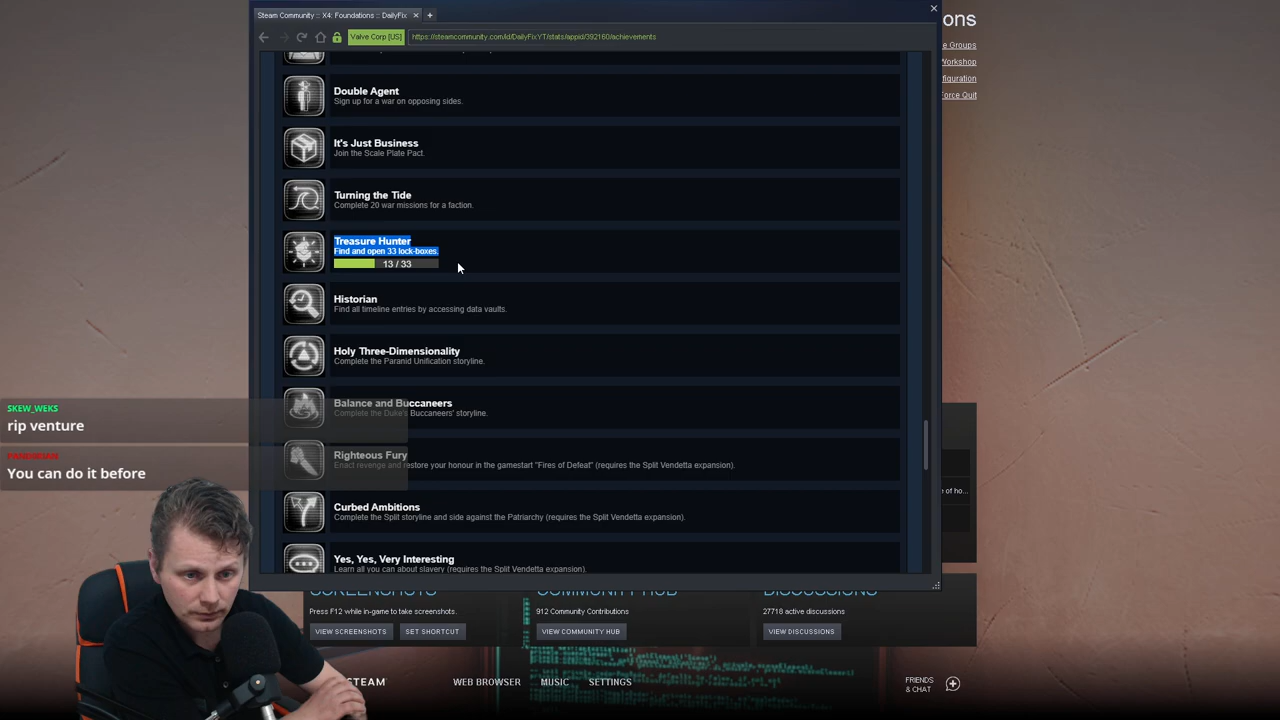 Steam Community :: X4: Foundations :: DailyFix
ons
Valve Corp [US]
https://steamcommunity.com/id/DailyFixYT/stats/appid/392160/achievements
e Groups
Workshop
figuration
Force Quit
Double Agent
Sign up for a war on opposing sides.
It's Just Business
Join the Scale Plate Pact.
Turning the Tide
Complete 20 war missions for a faction.
Treasure Hunter
Find and open 33 lock-boxes.
13 / 33
Historian
Find all timeline entries by accessing data vaults.
Holy Three-Dimensionality
Complete the Paranid Unification storyline.
Balance and Buccaneers
Complete the Duke's Buccaneers' storyline.
SKEW_WEKS
rip venture
You can do it before
Righteous Fury
Enact revenge and restore your honour in the gamestart "Fires of Defeat" (requires the Split Vendetta expansion).
e of ho...
Curbed Ambitions
Complete the Split storyline and side against the Patriarchy (requires the Split Vendetta expansion).
Yes, Yes, Very Interesting
Learn all you can about slavery (requires the Split Vendetta expansion).
SCREENSHOTS
COMMUNITY HUB
DISCUSSIONS
Press F12 while in-game to take screenshots.
912 Community Contributions
27718 active discussions
VIEW SCREENSHOTS
SET SHORTCUT
VIEW COMMUNITY HUB
VIEW DISCUSSIONS
STEAM
WEB BROWSER
MUSIC
SETTINGS
FRIENDS
& CHAT